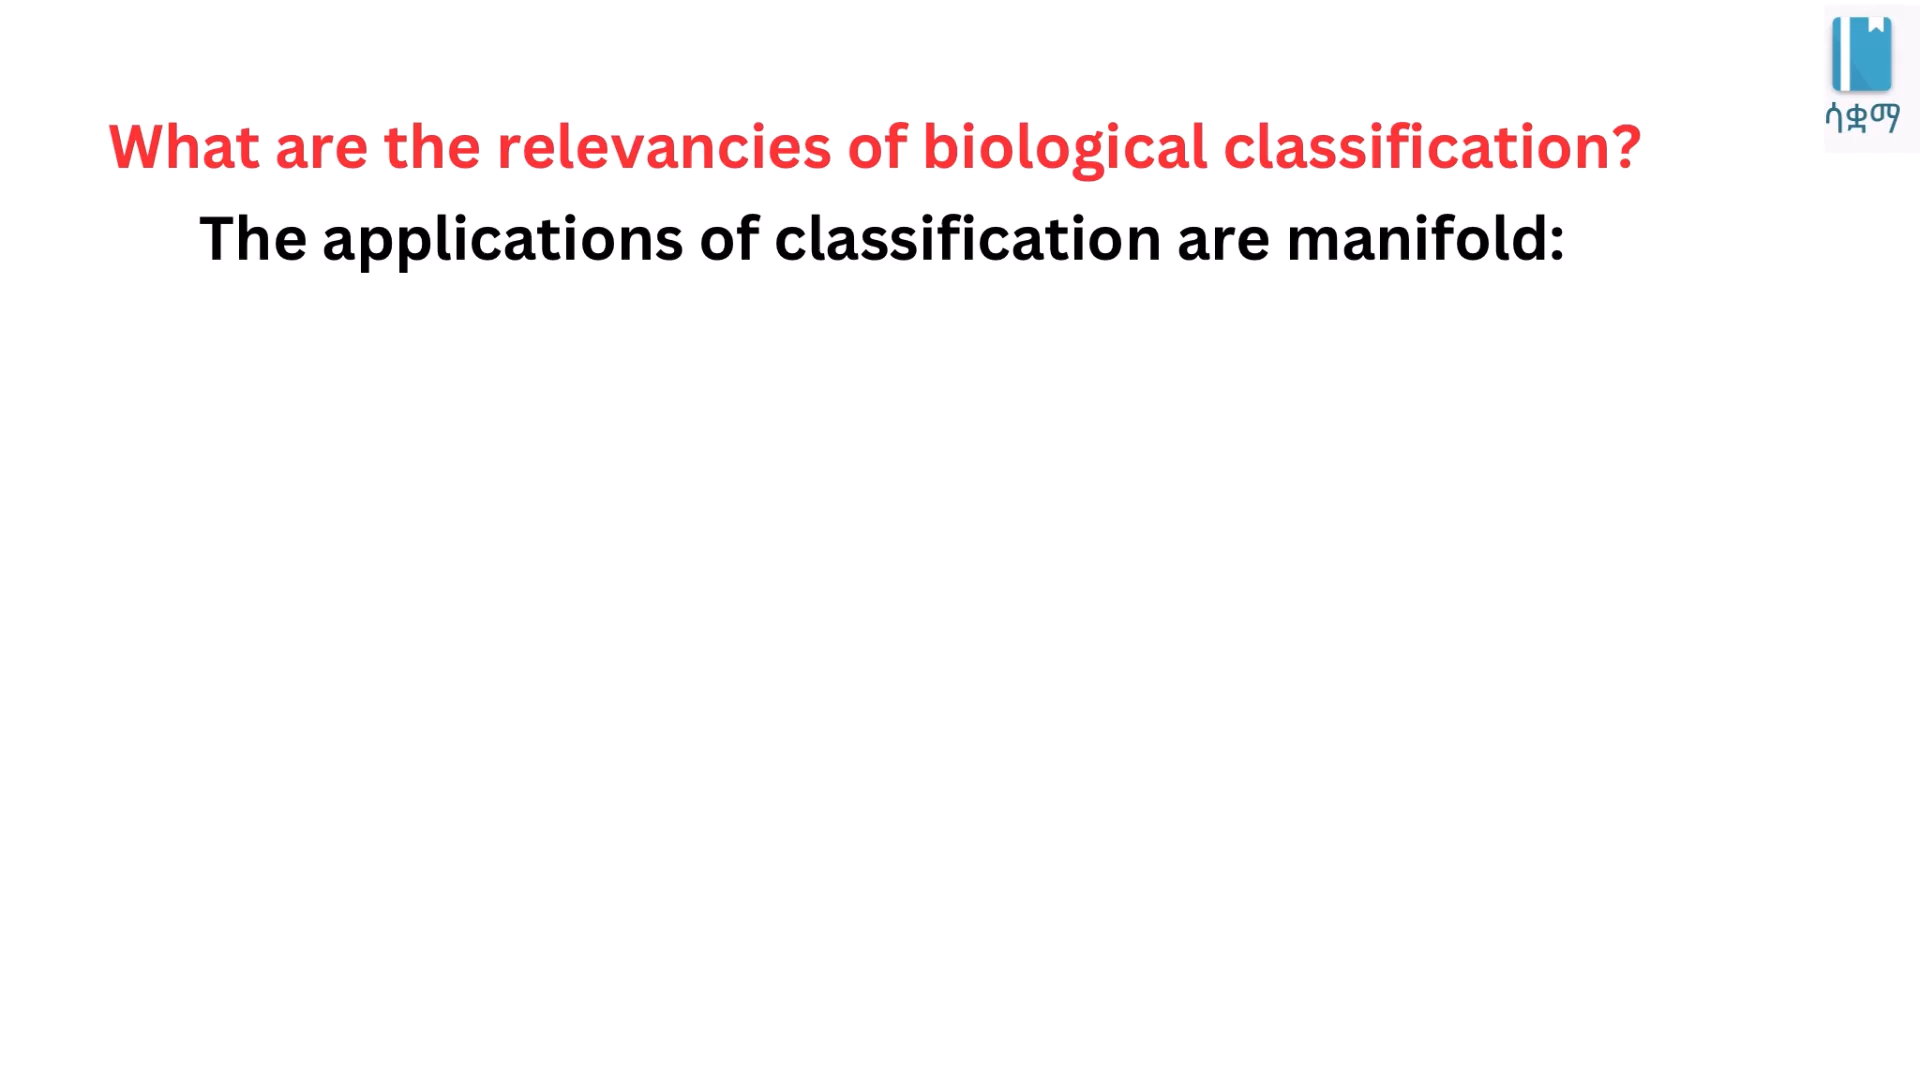 What are the relevancies of biological classification?
The applications of classification are manifold:
ሳቋማ